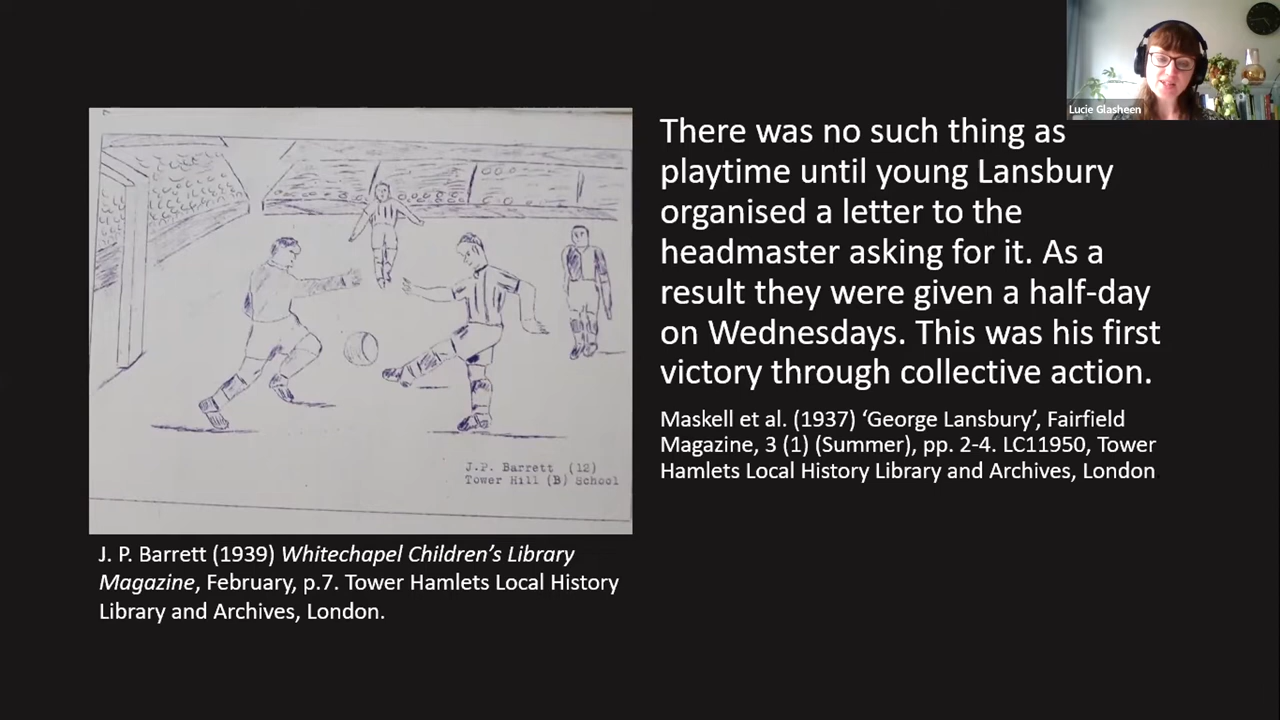 Lucie Glasheen
There was no such thing as
playtime until young Lansbury
organised a letter to the
headmaster asking for it. As a
result they were given a half-day
on Wednesdays. This was his first
victory through collective action.
Maskell et al. (1937) ‘George Lansbury’, Fairfield
Magazine, 3 (1) (Summer), pp. 2-4. LC11950, Tower
Hamlets Local History Library and Archives, London
J.P. Barrett (12)
Tower Hill (B) School
J. P. Barrett (1939) Whitechapel Children’s Library
Magazine, February, p.7. Tower Hamlets Local History
Library and Archives, London.